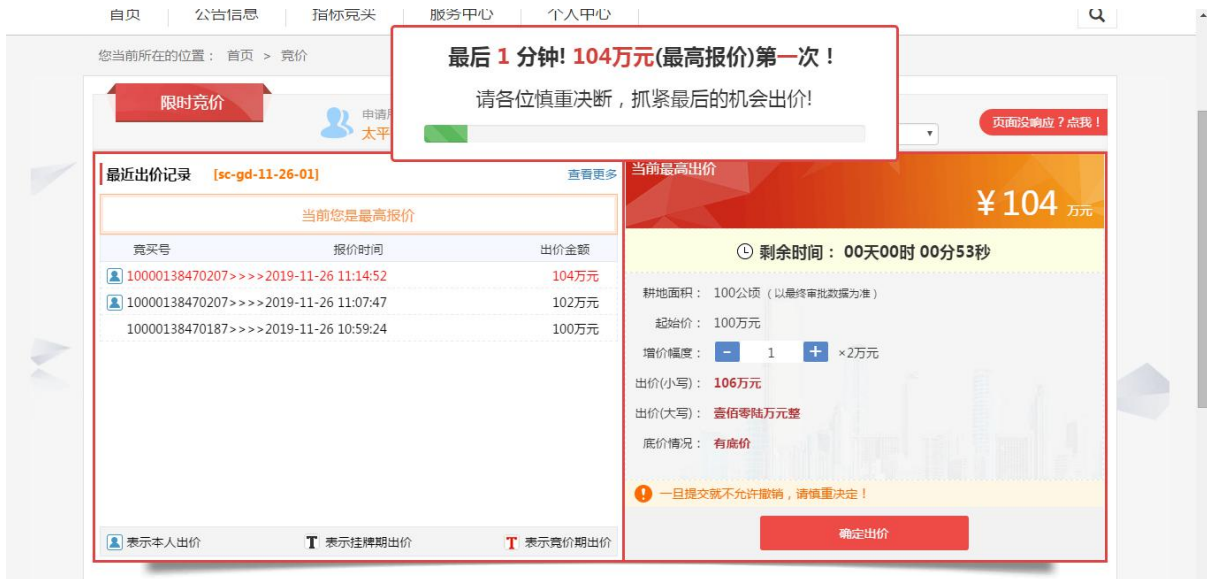 自页 公告信息 指标竞买 服务中心 个人中心
最后 1 分钟! 104万元(最高报价)第一次！
请各位慎重决断，抓紧最后的机会出价!
您当前所在的位置： 首页 > 竞价
限时竞价
太平
页面没响应？点我！
最近出价记录 [sc-gd-11-26-01] 查看更多
当前您是最高报价
竞买号 报价时间 出价金额
10000138470207>>>>2019-11-26 11:14:52 104万元
10000138470207>>>>2019-11-26 11:07:47 102万元
10000138470187>>>>2019-11-26 10:59:24 100万元
表示本人出价 T 表示挂牌期出价 T 表示竞价期出价
当前最高出价
¥104 万元
剩余时间： 00天00时 00分53秒
耕地面积： 100公顷（以最终审批数据为准）
起始价： 100万元
增价幅度： - 1 + ×2万元
出价(小写)： 106万元
出价(大写)： 壹佰零陆万元整
底价情况： 有底价
一旦提交就不允许撤销，请慎重决定！
确定出价